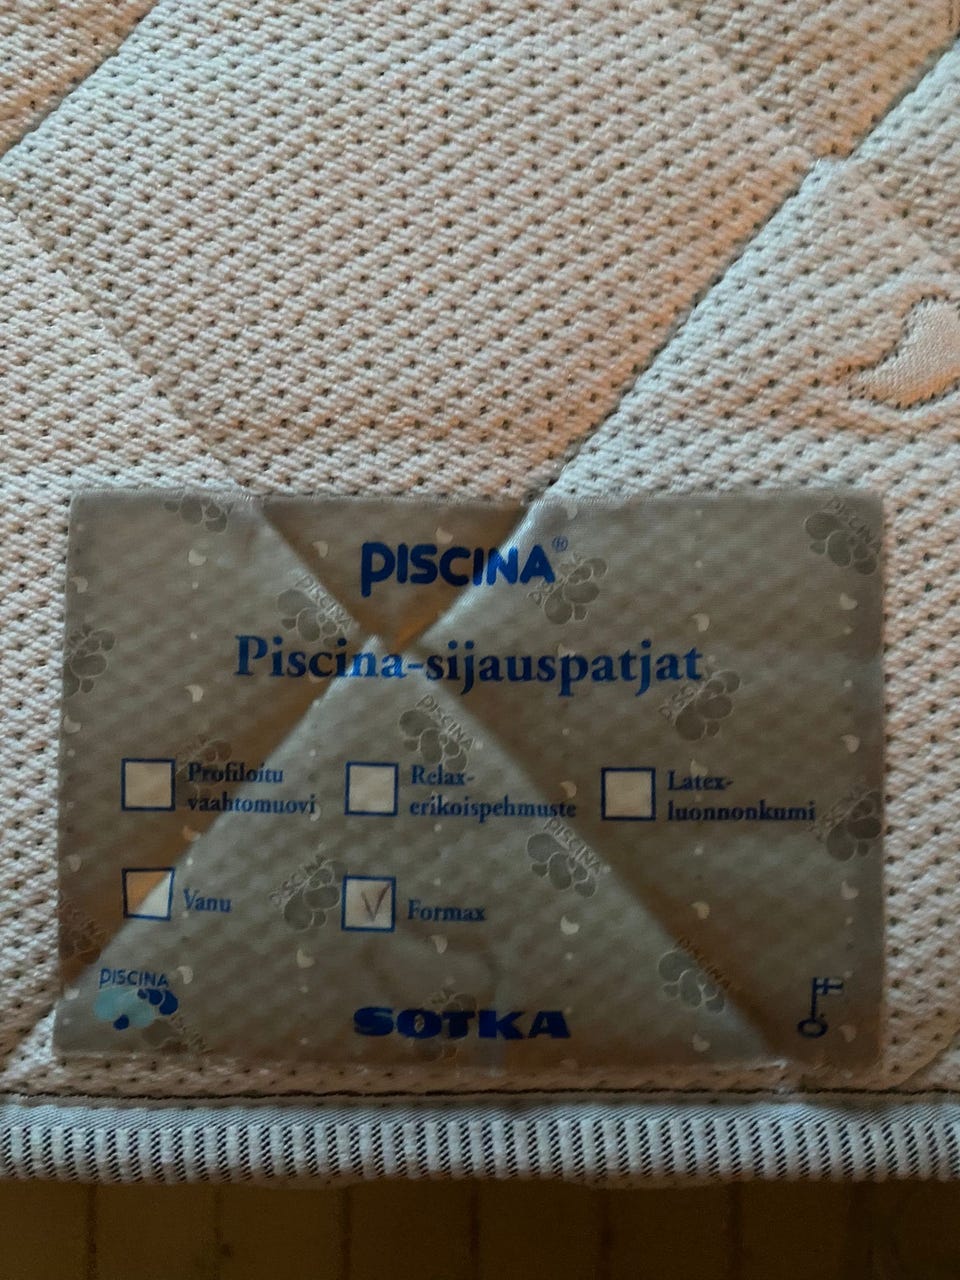 PISCINA®
Piscina-sijauspatjat
Profiloitu
vaahtomuovi
Relax-
erikoispehmuste
Latex-
luonnonkumi
Vanu
Formax
PISCINA
SOTKA